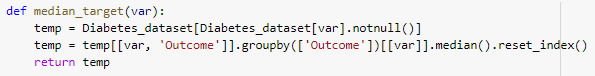 def median_target(var):
    temp = Diabetes_dataset[Diabetes_dataset[var].notnull()]
    temp = temp[[var, 'Outcome']].groupby(['Outcome'])[[var]].median().reset_index()
    return temp